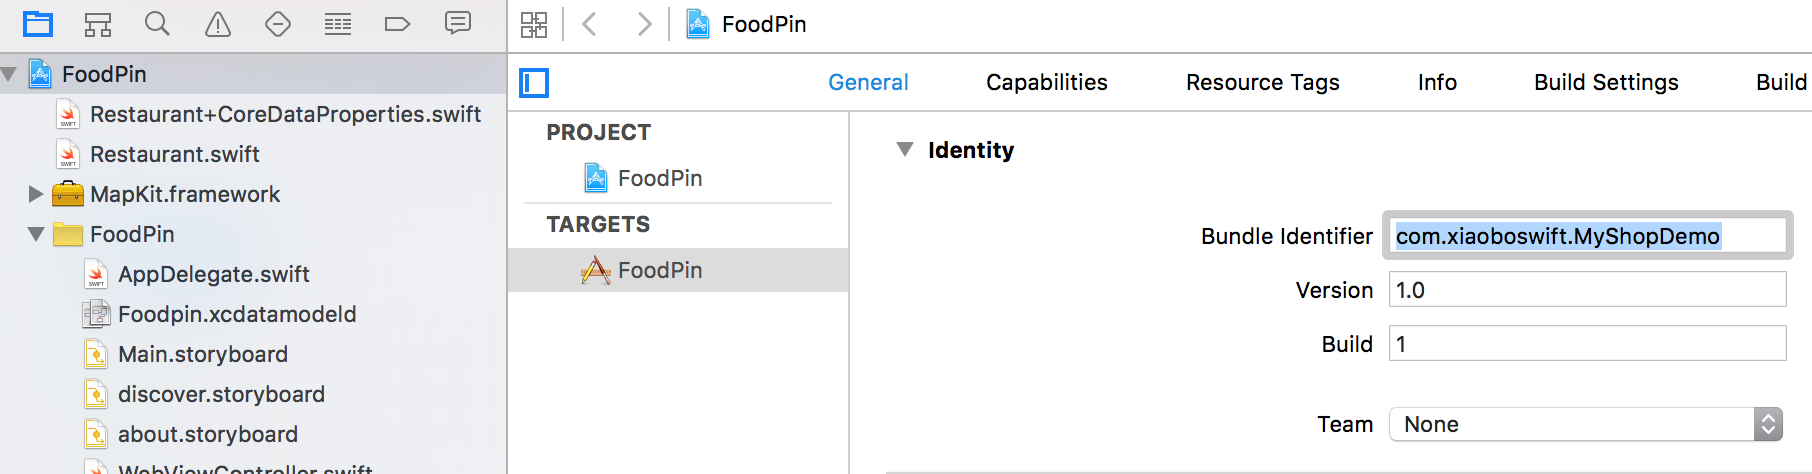 FoodPin
FoodPin
Restaurant+CoreDataProperties.swift
Restaurant.swift
MapKit.framework
FoodPin
AppDelegate.swift
Foodpin.xcdatamodeld
Main.storyboard
discover.storyboard
about.storyboard
WebViewController.swift
General Capabilities Resource Tags Info Build Settings Build
PROJECT
FoodPin
TARGETS
FoodPin
Identity
Bundle Identifier com.xiaoboswift.MyShopDemo
Version 1.0
Build 1
Team None